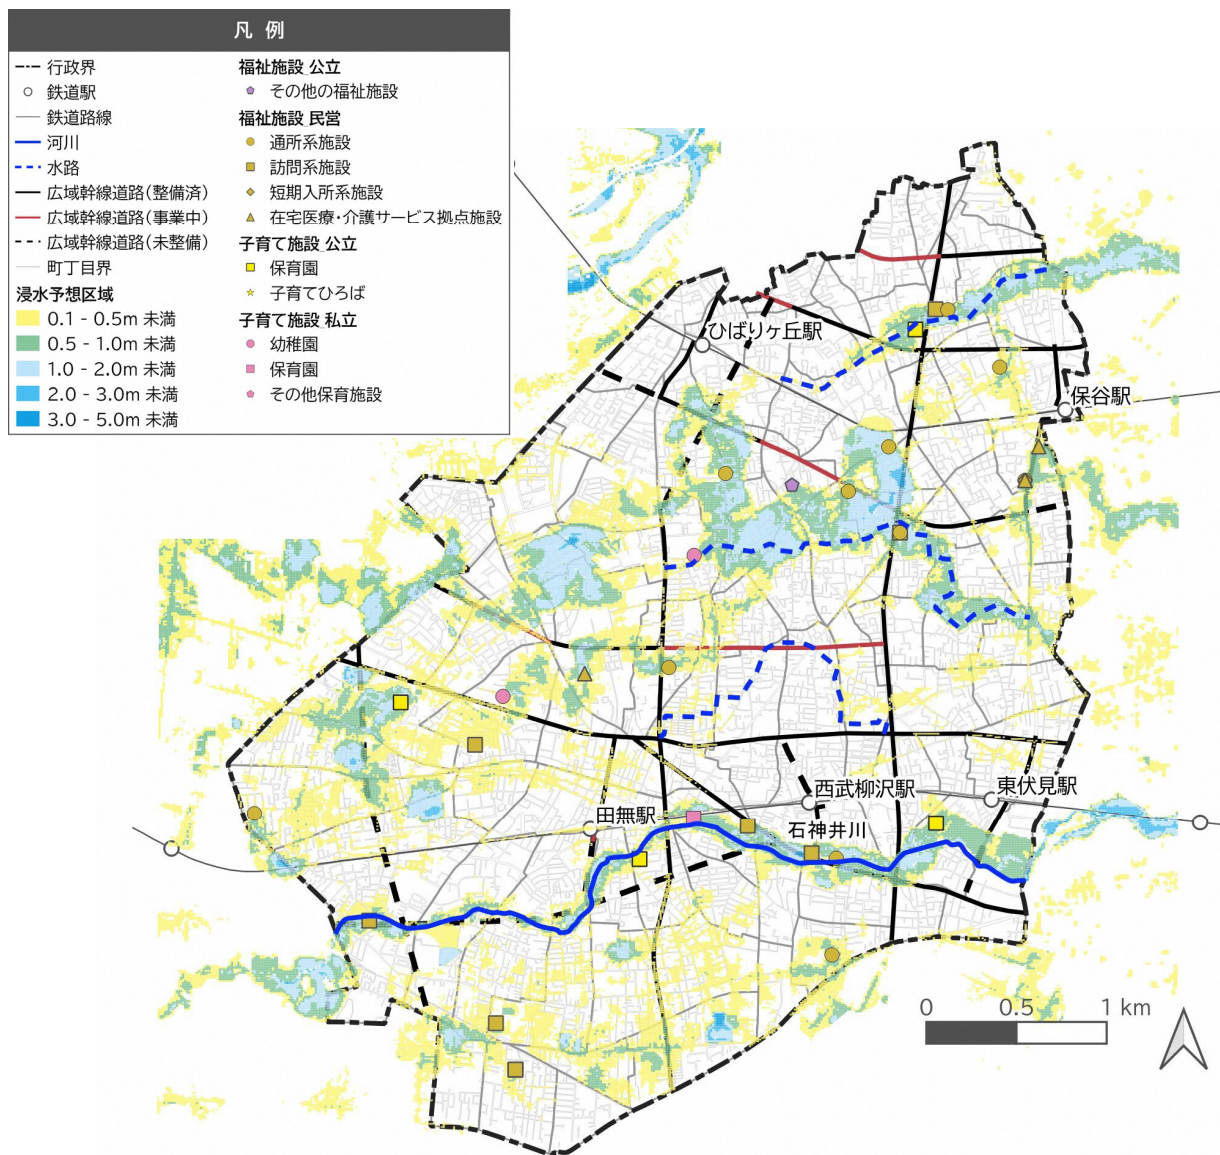 凡 例
行政界
鉄道駅
鉄道路線
河川
水路
広域幹線道路(整備済)
広域幹線道路(事業中)
広域幹線道路(未整備)
町丁目界
浸水予想区域
0.1 - 0.5m 未満
0.5 - 1.0m 未満
1.0 - 2.0m 未満
2.0 - 3.0m 未満
3.0 - 5.0m 未満
福祉施設_公立
その他の福祉施設
福祉施設_民営
通所系施設
訪問系施設
短期入所系施設
在宅医療・介護サービス拠点施設
子育て施設_公立
保育園
子育てひろば
子育て施設_私立
幼稚園
保育園
その他保育施設
ひばりヶ丘駅
保谷駅
西武柳沢駅
東伏見駅
田無駅
石神井川
0 0.5 1 km